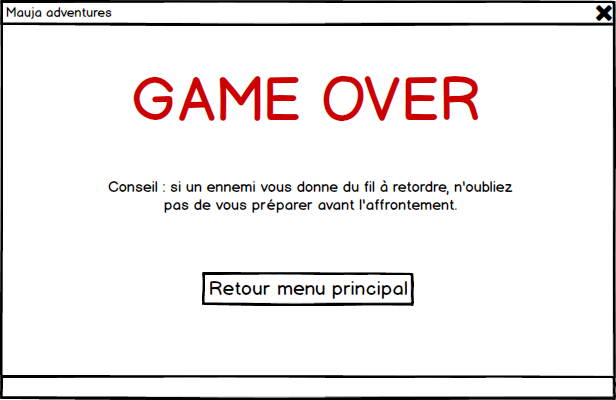 Mauja adventures
GAME OVER
Conseil : si un ennemi vous donne du fil à retordre, n'oubliez
pas de vous préparer avant l'affrontement.
Retour menu principal